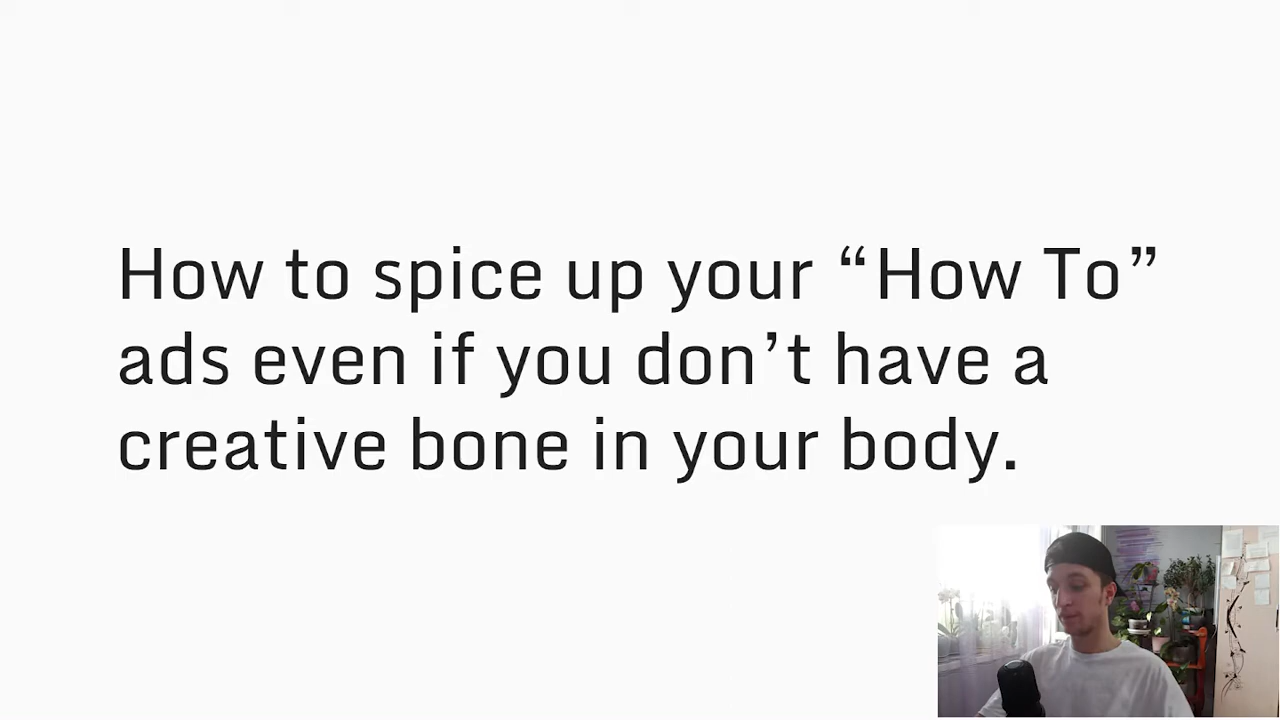 How to spice up your “How To”
ads even if you don’t have a
creative bone in your body.